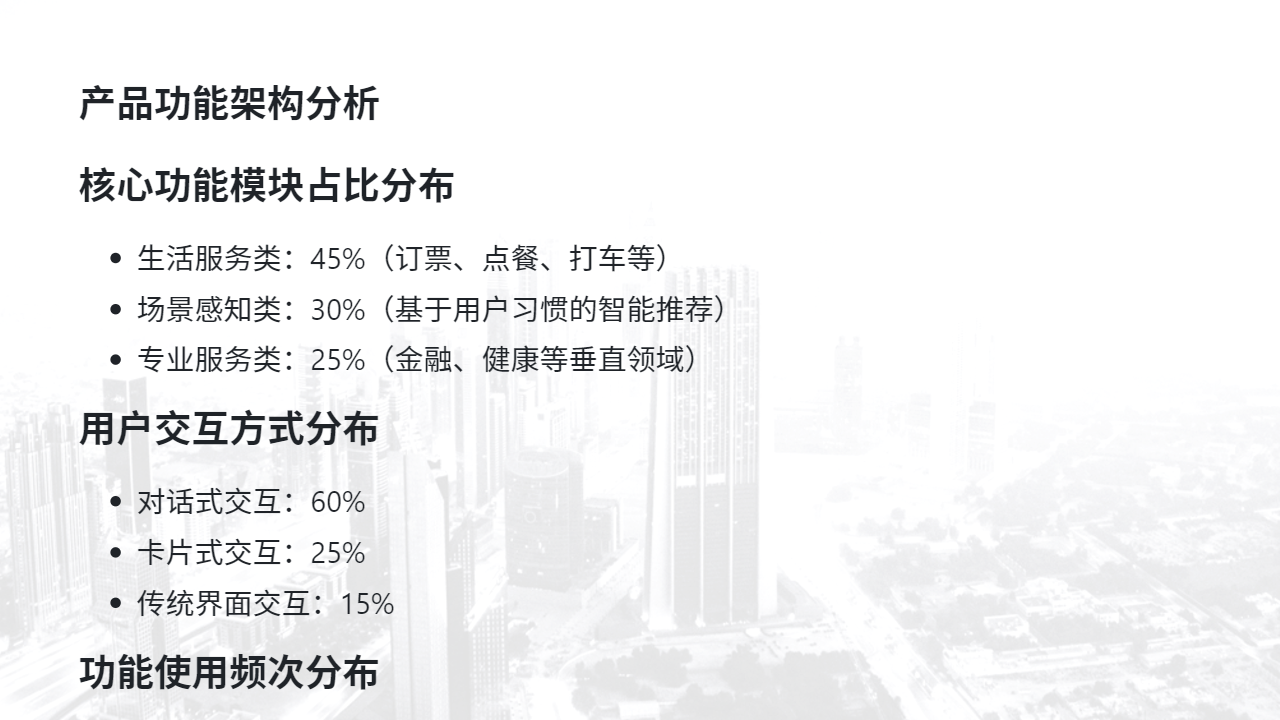 产品功能架构分析
核心功能模块占比分布
• 生活服务类：45%（订票、点餐、打车等）
• 场景感知类：30%（基于用户习惯的智能推荐）
• 专业服务类：25%（金融、健康等垂直领域）
用户交互方式分布
• 对话式交互：60%
• 卡片式交互：25%
• 传统界面交互：15%
功能使用频次分布